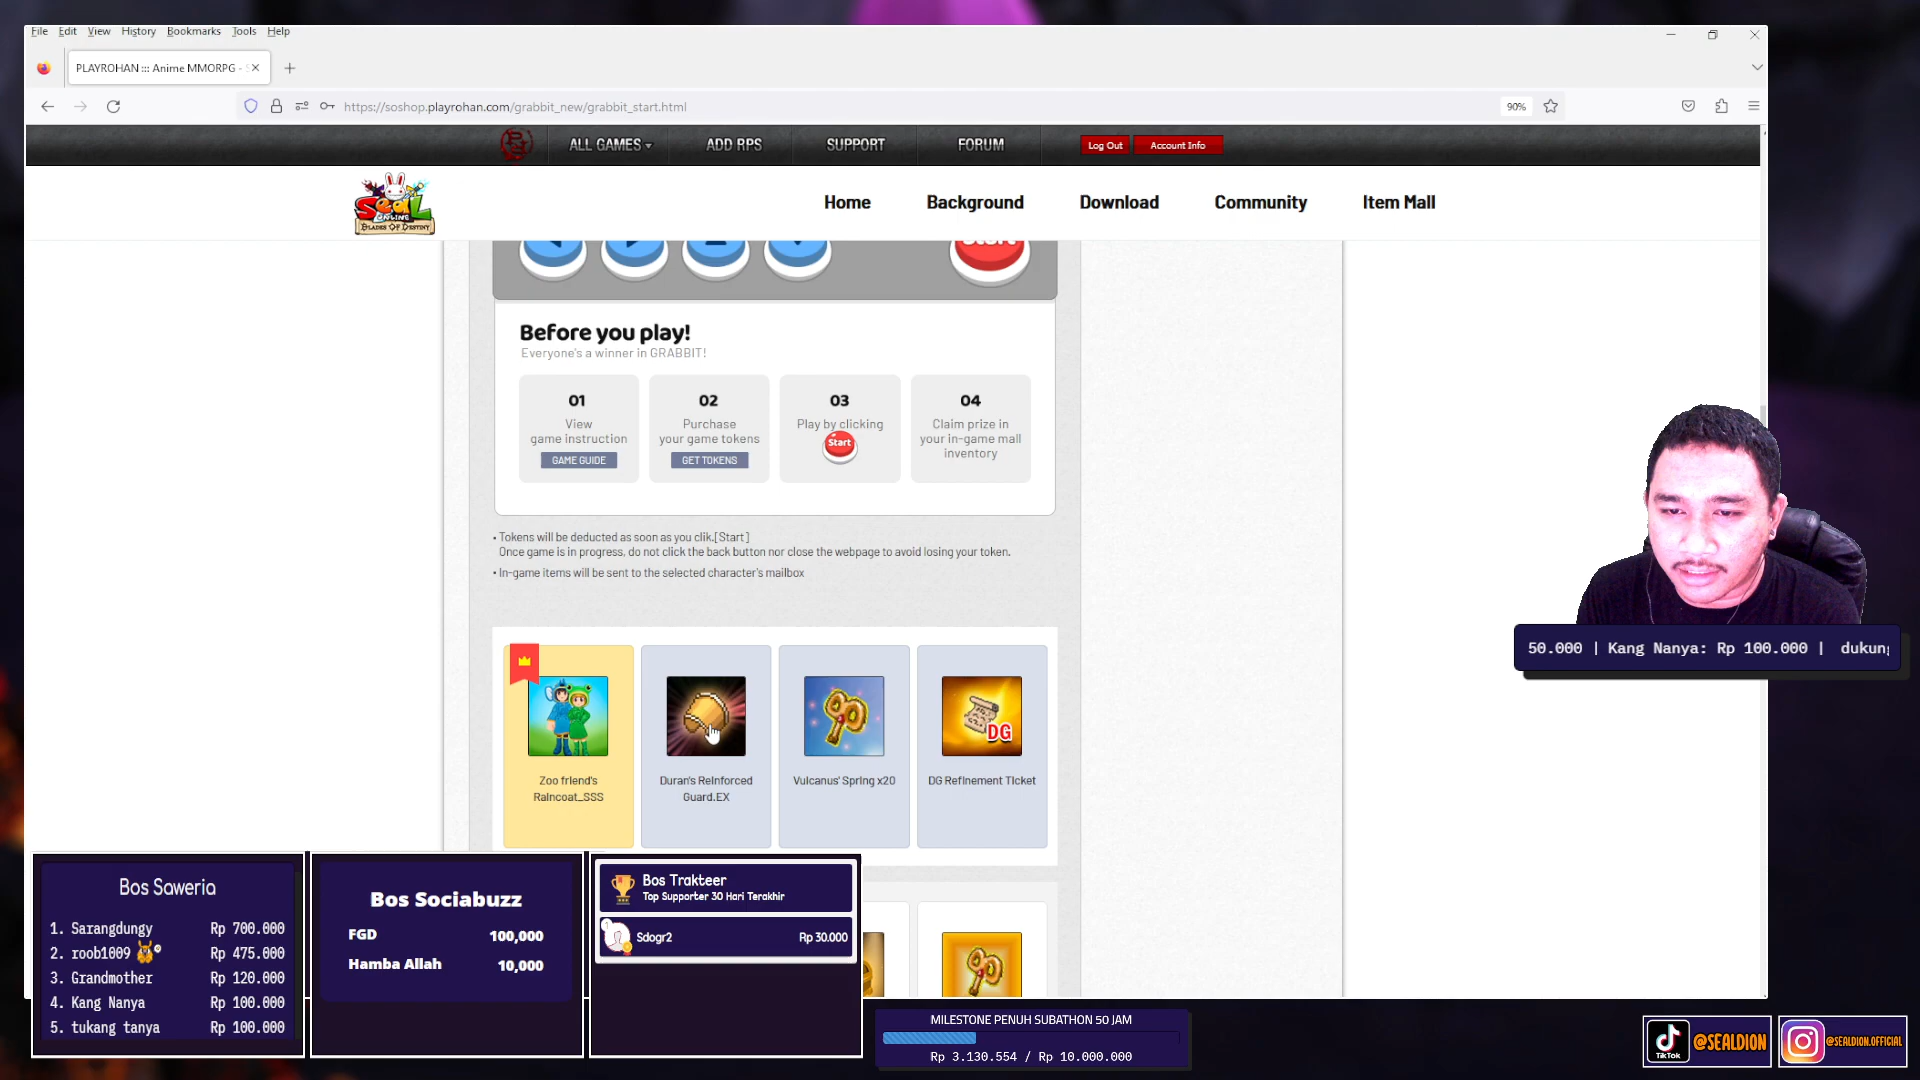 File Edit View History Bookmarks Tools Help
PLAYROHAN ::: Anime MMORPG -
https://soshop.playrohan.com/grabbit_new/grabbit_start.html
90%
ALL GAMES
ADD RPS
SUPPORT
FORUM
Log Out
Account Info
SeaL
ONLINE
BLADES OF DESTINY
Home
Background
Download
Community
Item Mall
Start
Before you play!
Everyone's a winner in GRABBIT!
01
View
game instruction
GAME GUIDE
02
Purchase
your game tokens
GET TOKENS
03
Play by clicking
Start
04
Claim prize in
your in-game mall
inventory
• Tokens will be deducted as soon as you clik.[Start]
Once game is in progress, do not click the back button nor close the webpage to avoid losing your token.
• In-game items will be sent to the selected character's mailbox
Zoo friend's
Raincoat_SSS
Duran's Reinforced
Guard.EX
Vulcanus' Spring x20
DG
DG Refinement Ticket
50.000 | Kang Nanya: Rp 100.000 | dukung
Bos Saweria
1. Sarangdungy Rp 700.000
2. roob1009 Rp 475.000
3. Grandmother Rp 120.000
4. Kang Nanya Rp 100.000
5. tukang tanya Rp 100.000
Bos Sociabuzz
FGD 100,000
Hamba Allah 10,000
Bos Trakteer
Top Supporter 30 Hari Terakhir
Sdogr2 Rp 30.000
MILESTONE PENUH SUBATHON 50 JAM
Rp 3.130.554 / Rp 10.000.000
TikTok
@SEALDION
@SEALDION.OFFICIAL